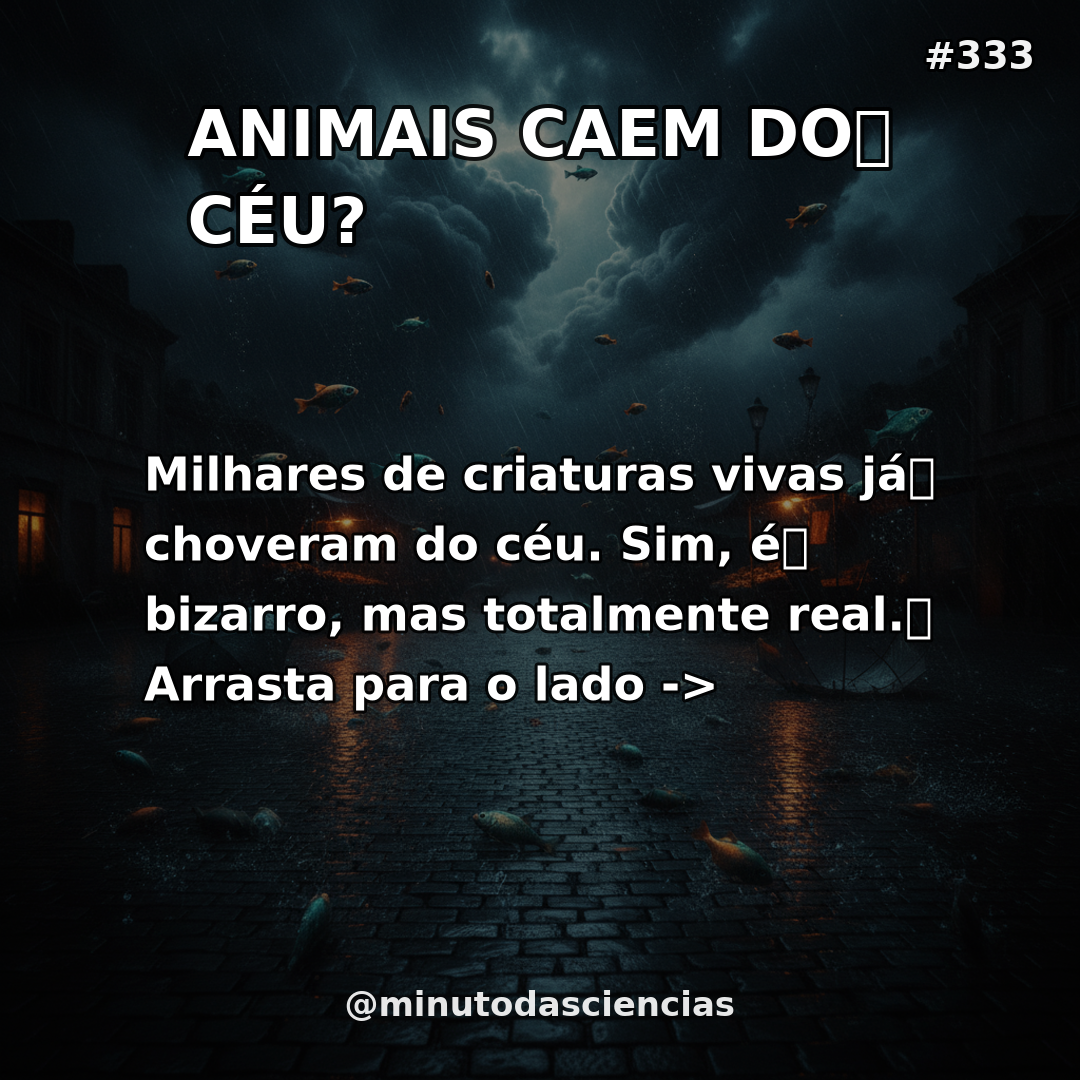 #333
ANIMAIS CAEM DO▯
CÉU?
Milhares de criaturas vivas já▯
choveram do céu. Sim, é▯
bizarro, mas totalmente real.▯
Arrasta para o lado ->
@minutodasciencias